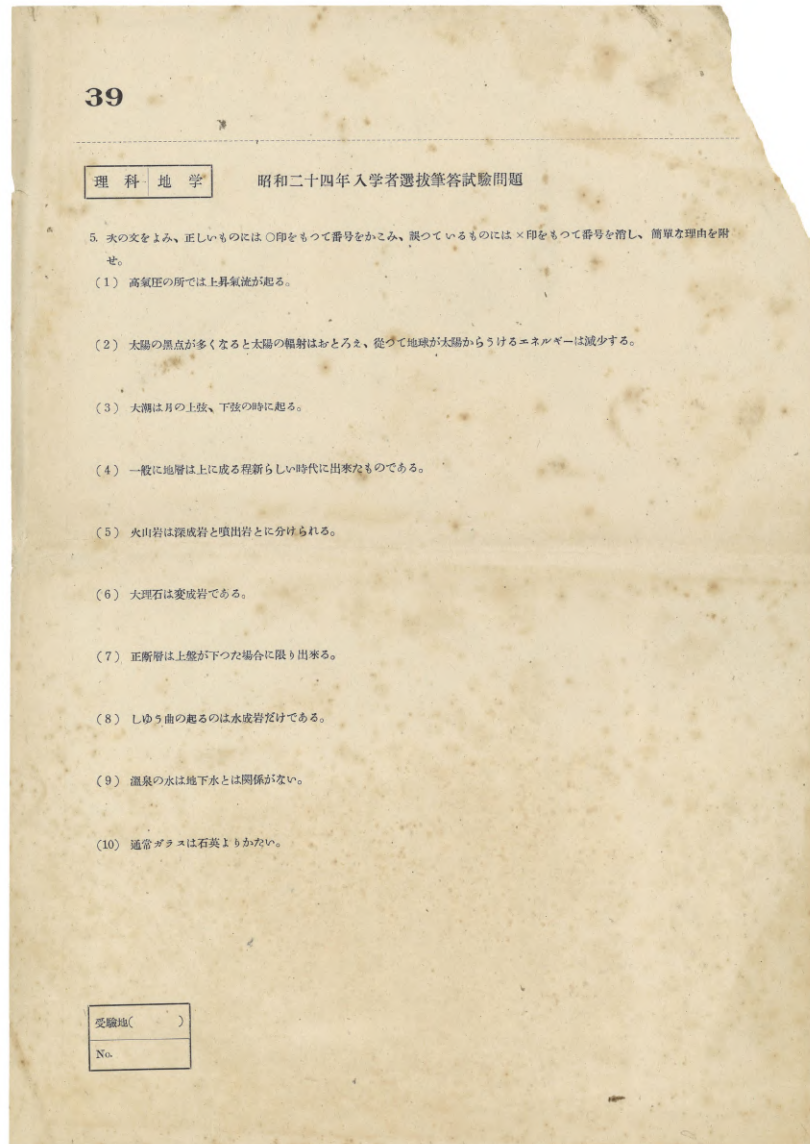 39
理科 地学 昭和二十四年入学者選抜筆答試驗問題
5. 次の文をよみ、正しいものには○印をもつて番号をかこみ、誤つているものには×印をもつて番号を消し、簡單な理由を附
せ。
(1) 高氣圧の所では上昇氣流が起る。
(2) 太陽の黒点が多くなると太陽の輻射はおとろえ、從つて地球が太陽からうけるエネルギーは減少する。
(3) 大潮は月の上弦、下弦の時に起る。
(4) 一般に地層は上に成る程新らしい時代に出來たものである。
(5) 火山岩は深成岩と噴出岩とに分けられる。
(6) 大理石は変成岩である。
(7) 正断層は上盤が下つた場合に限り出来る。
(8) しゆう曲の起るのは水成岩だけである。
(9) 溫泉の水は地下水とは関係がない。
(10) 通常ガラスは石英よりかたい。
受驗地( )
No.